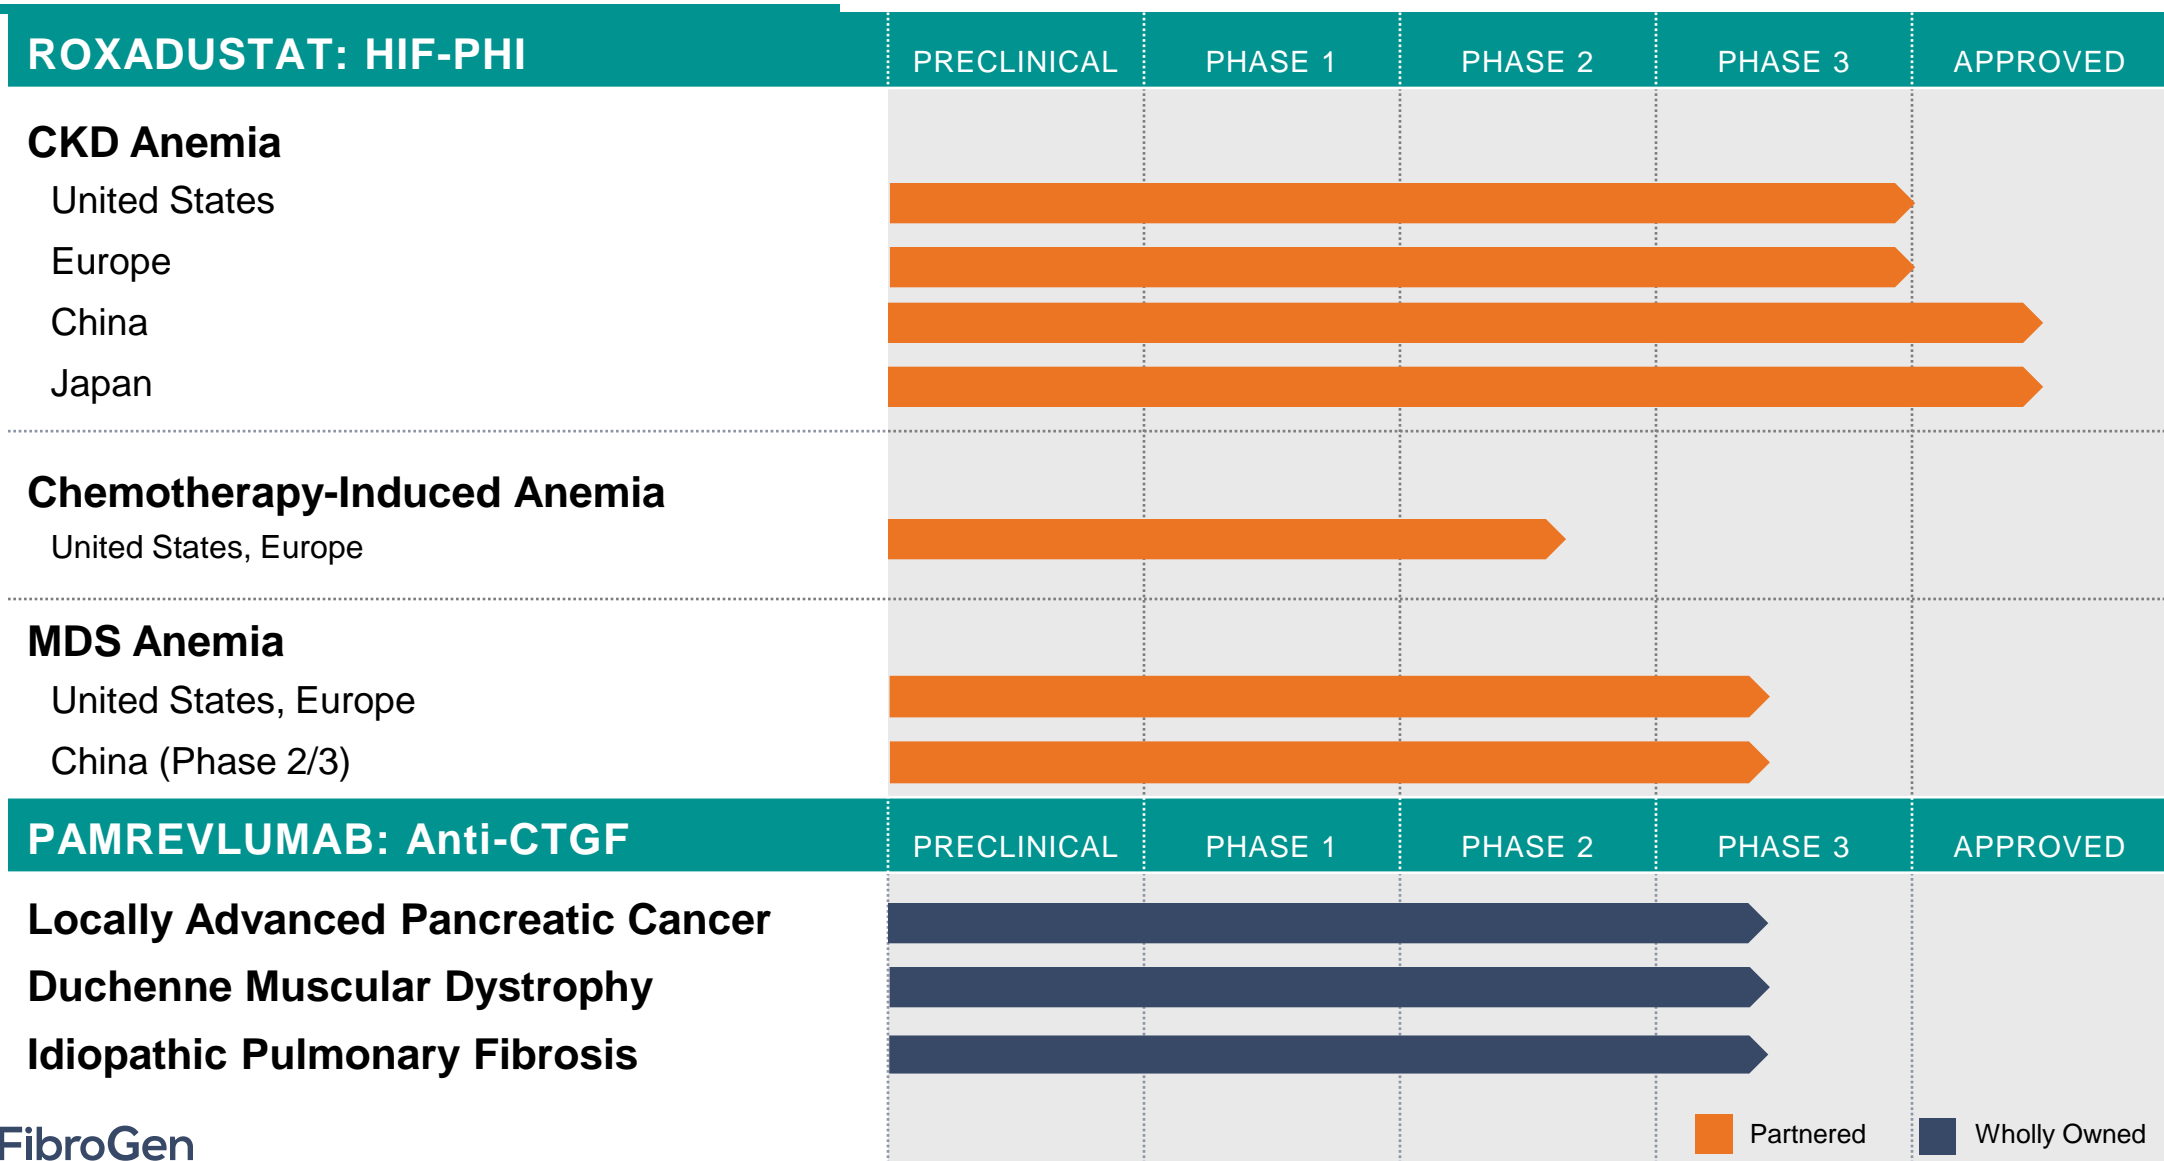 ROXADUSTAT: HIF-PHI PRECLINICAL PHASE 1 PHASE 2 PHASE 3 APPROVED
CKD Anemia
United States
Europe
China
Japan
Chemotherapy-Induced Anemia
United States, Europe
MDS Anemia
United States, Europe
China (Phase 2/3)
PAMREVLUMAB: Anti-CTGF PRECLINICAL PHASE 1 PHASE 2 PHASE 3 APPROVED
Locally Advanced Pancreatic Cancer
Duchenne Muscular Dystrophy
Idiopathic Pulmonary Fibrosis
Partnered Wholly Owned
FibroGen